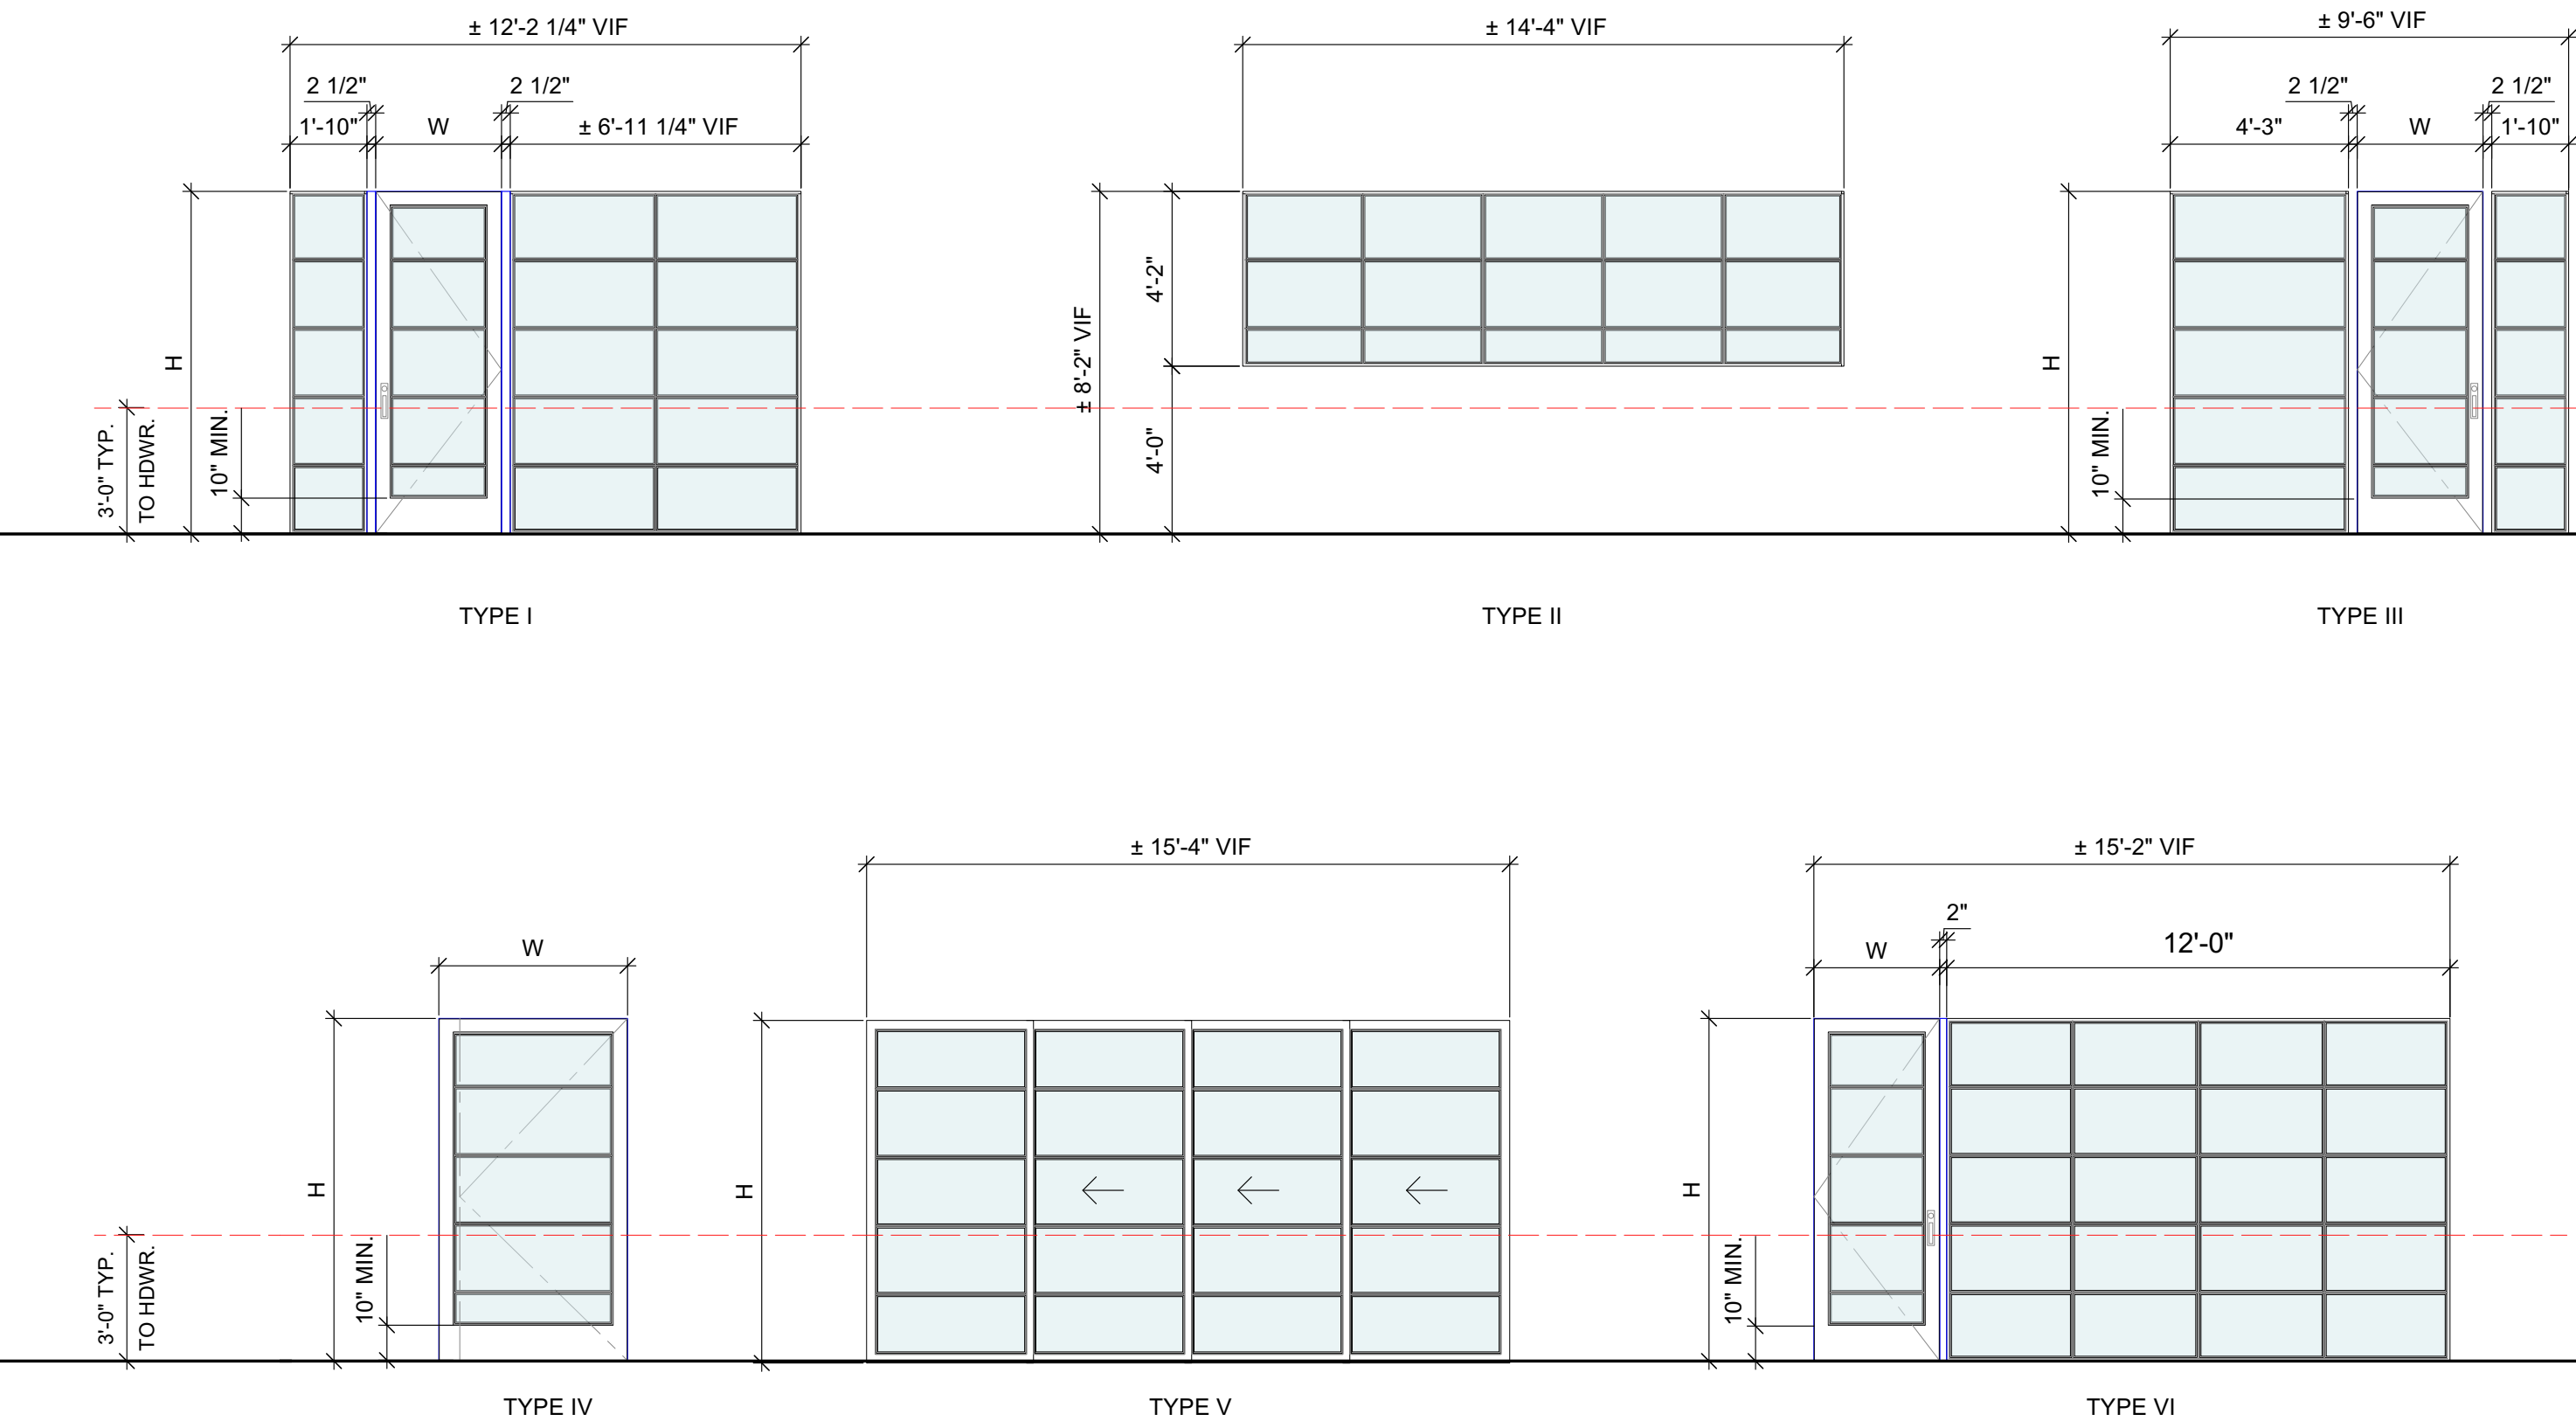 ± 12'-2 1/4" VIF
2 1/2"
2 1/2"
1'-10"
W
± 6'-11 1/4" VIF
H
3'-0" TYP.
TO HDWR.
10" MIN.
TYPE I
± 14'-4" VIF
± 8'-2" VIF
4'-2"
4'-0"
TYPE II
± 9'-6" VIF
2 1/2"
2 1/2"
4'-3"
W
1'-10"
H
10" MIN.
TYPE III
W
H
3'-0" TYP.
TO HDWR.
10" MIN.
TYPE IV
± 15'-4" VIF
H
TYPE V
± 15'-2" VIF
2"
W
12'-0"
H
10" MIN.
TYPE VI